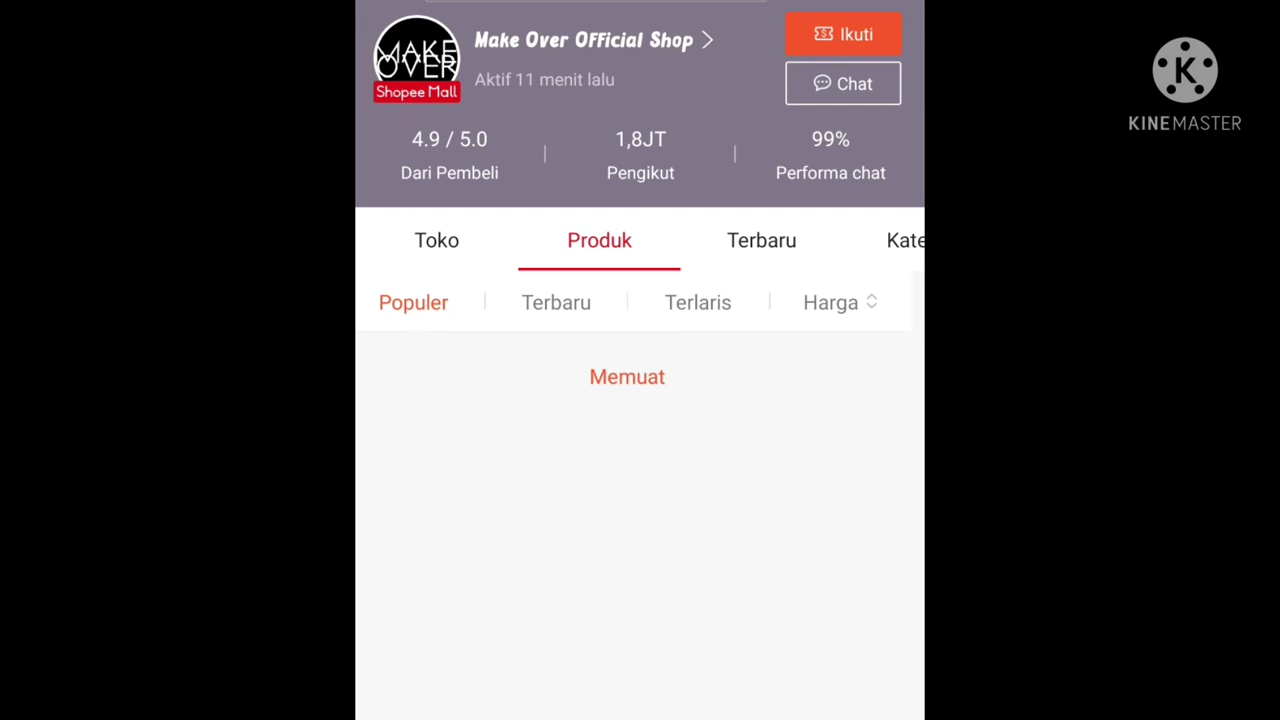 MAKE
OVER
Shopee Mall
Make Over Official Shop
Aktif 11 menit lalu
Ikuti
Chat
4.9 / 5.0
Dari Pembeli
1,8JT
Pengikut
99%
Performa chat
Toko
Produk
Terbaru
Kate
Populer
Terbaru
Terlaris
Harga
Memuat
K
KINEMASTER